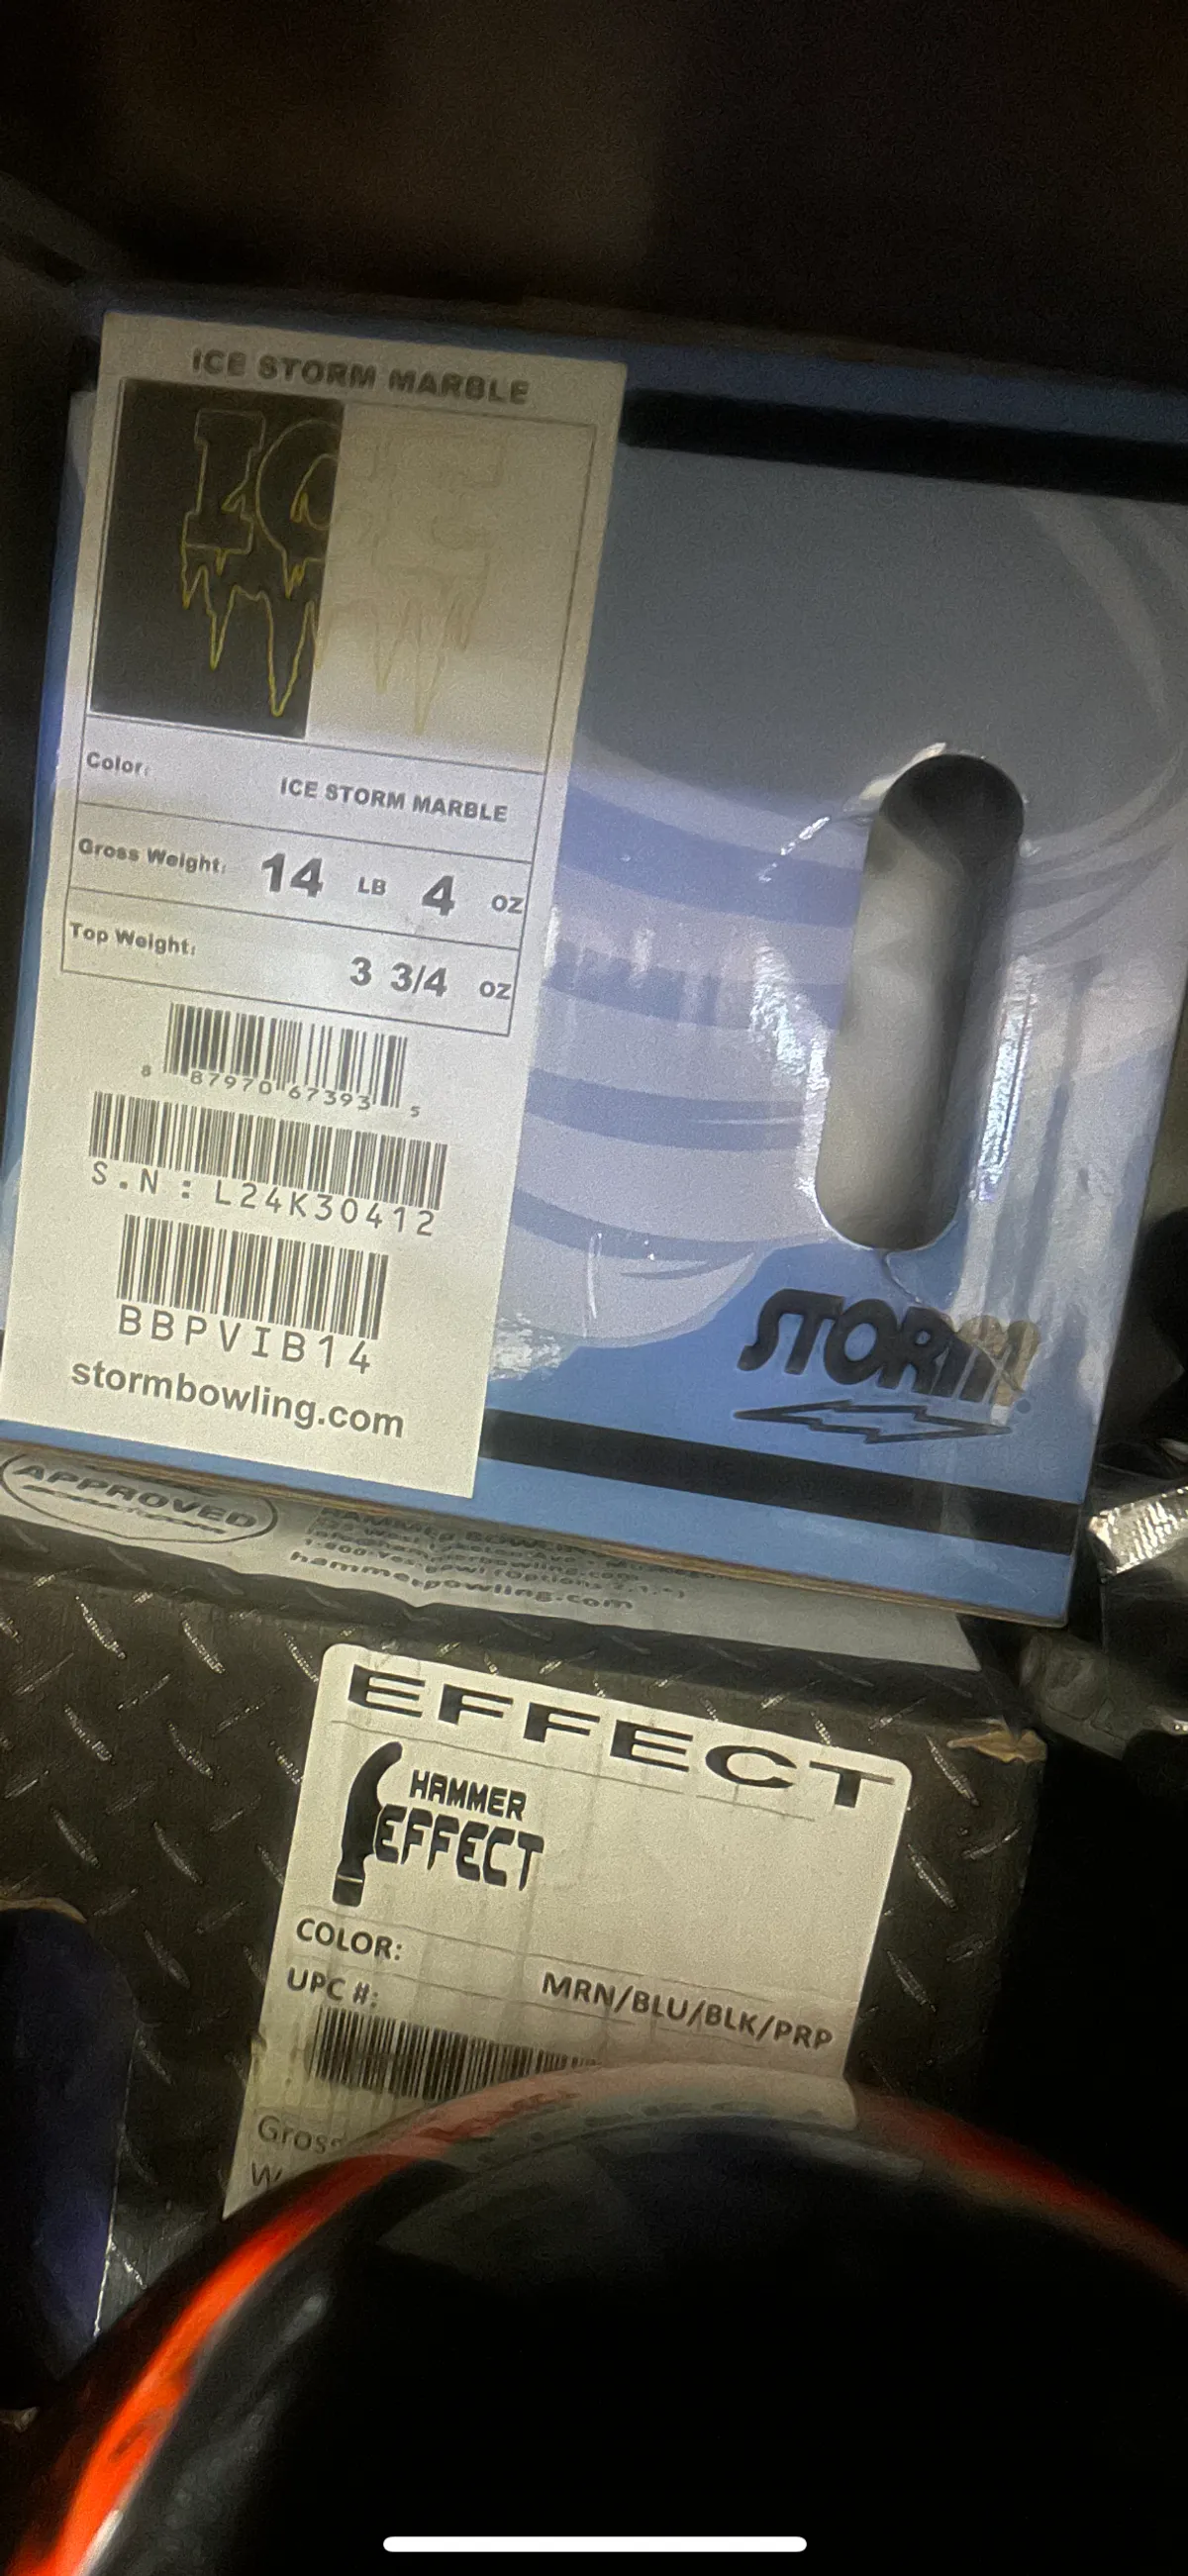 ICE STORM MARBLE
ICE
Color:
ICE STORM MARBLE
Gross Weight: 14 LB 4 oz
Top Weight: 3 3/4 oz
8 87970 67393 5
S.N : L24K30412
BBPVIB14
stormbowling.com
STORM
APPROVED
hammerbowling.com
EFFECT
HAMMER
EFFECT
COLOR:
MRN/BLU/BLK/PRP
UPC #: